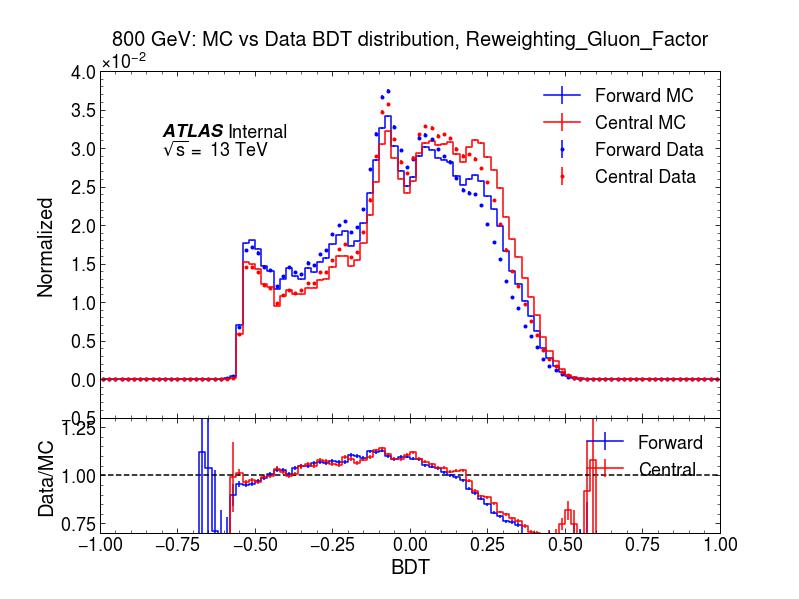 800 GeV: MC vs Data BDT distribution, Reweighting_Gluon_Factor
×10⁻²
4.0
3.5
3.0
2.5
2.0
1.5
1.0
0.5
0.0
0.5
Normalized
ATLAS Internal
√s = 13 TeV
Forward MC
Central MC
Forward Data
Central Data
1.25
1.00
0.75
Data/MC
Forward
Central
−1.00 −0.75 −0.50 −0.25 0.00 0.25 0.50 0.75 1.00
BDT